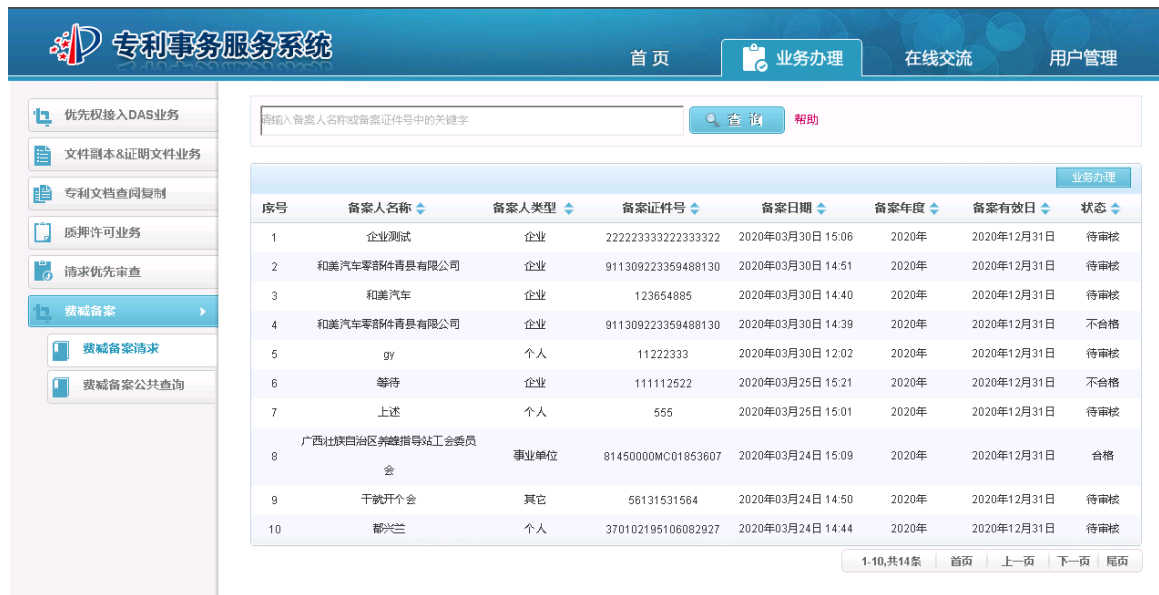 专利事务服务系统
首页 业务办理 在线交流 用户管理
优先权接入DAS业务
文件副本&证明文件业务
专利文档查阅复制
质押许可业务
请求优先审查
费减备案
费减备案请求
费减备案公共查询
请输入备案人名称或备案证件号中的关键字 查询 帮助
业务办理
序号 备案人名称 备案人类型 备案证件号 备案日期 备案年度 备案有效日 状态
1 企业测试 企业 222223333222333322 2020年03月30日 15:06 2020年 2020年12月31日 待审核
2 和美汽车零部件青县有限公司 企业 911309223359488130 2020年03月30日 14:51 2020年 2020年12月31日 待审核
3 和美汽车 企业 123654885 2020年03月30日 14:40 2020年 2020年12月31日 待审核
4 和美汽车零部件青县有限公司 企业 911309223359488130 2020年03月30日 14:39 2020年 2020年12月31日 不合格
5 gy 个人 11222333 2020年03月30日 12:02 2020年 2020年12月31日 待审核
6 等待 企业 111112522 2020年03月25日 15:21 2020年 2020年12月31日 不合格
7 上述 个人 555 2020年03月25日 15:01 2020年 2020年12月31日 待审核
8 广西壮族自治区养蜂指导站工会委员会 事业单位 81450000MC01853607 2020年03月24日 15:09 2020年 2020年12月31日 合格
9 干就开个会 其它 56131531564 2020年03月24日 14:50 2020年 2020年12月31日 待审核
10 都兴兰 个人 370102195106082927 2020年03月24日 14:44 2020年 2020年12月31日 待审核
1-10,共14条 首页 上一页 下一页 尾页